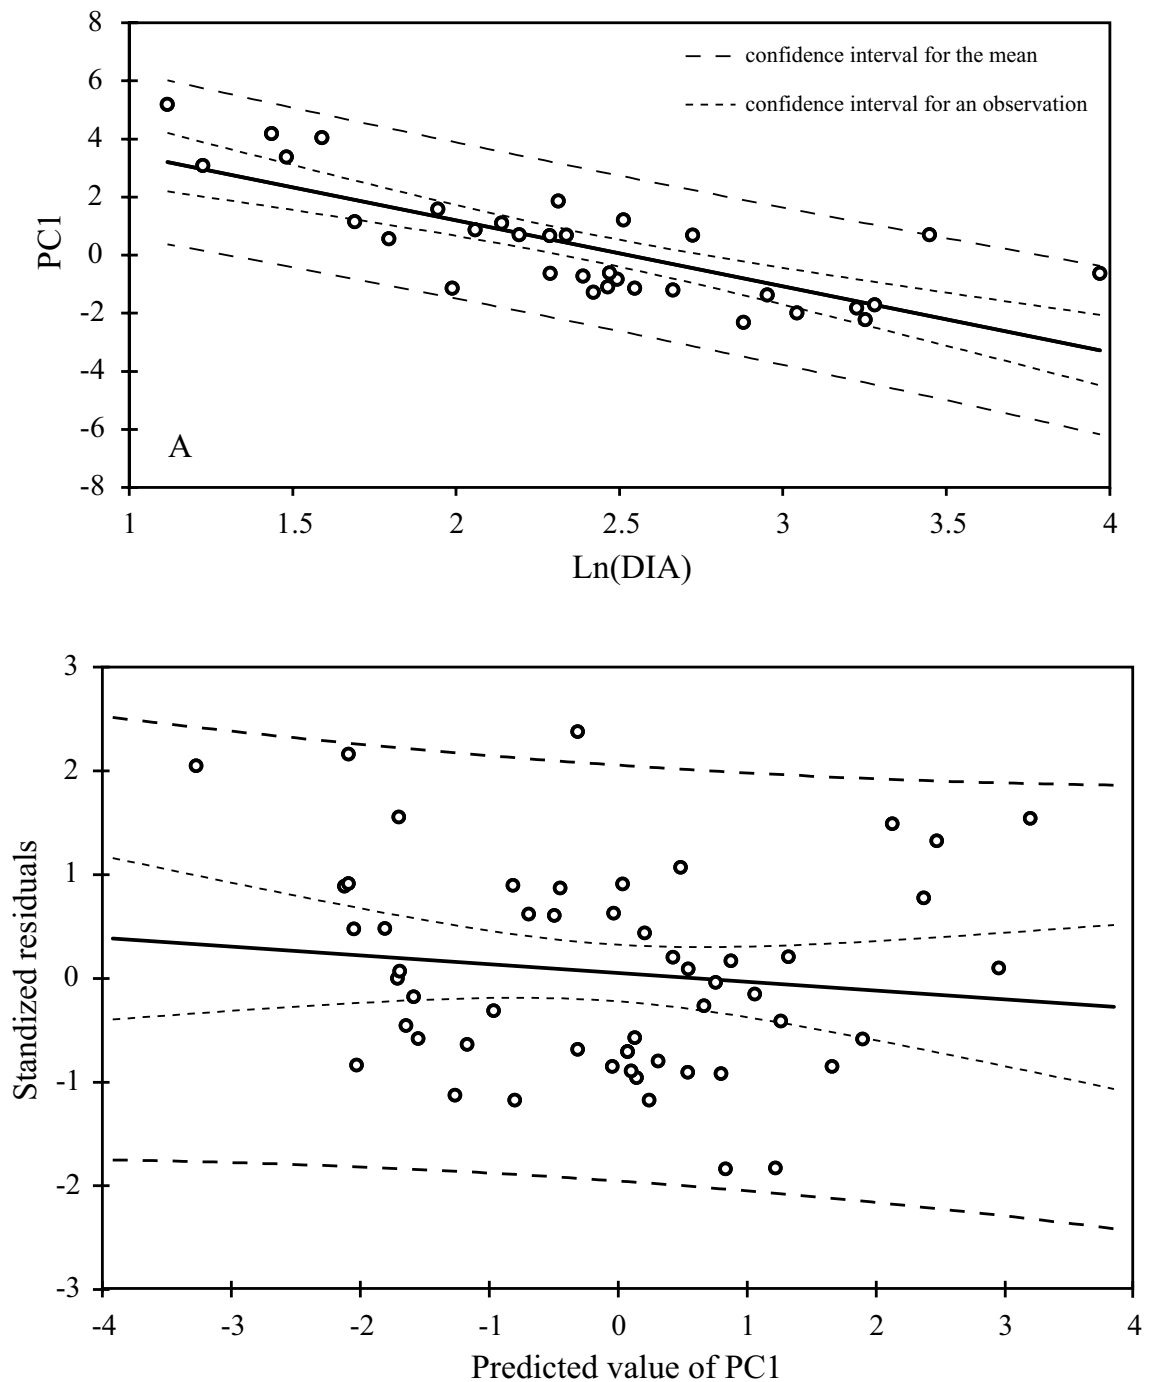 8
6
4
2
0
-2
-4
-6
-8
PC1
confidence interval for the mean
confidence interval for an observation
A
1 1.5 2 2.5 3 3.5 4
Ln(DIA)
3
2
1
0
-1
-2
-3
Standized residuals
-4 -3 -2 -1 0 1 2 3 4
Predicted value of PC1